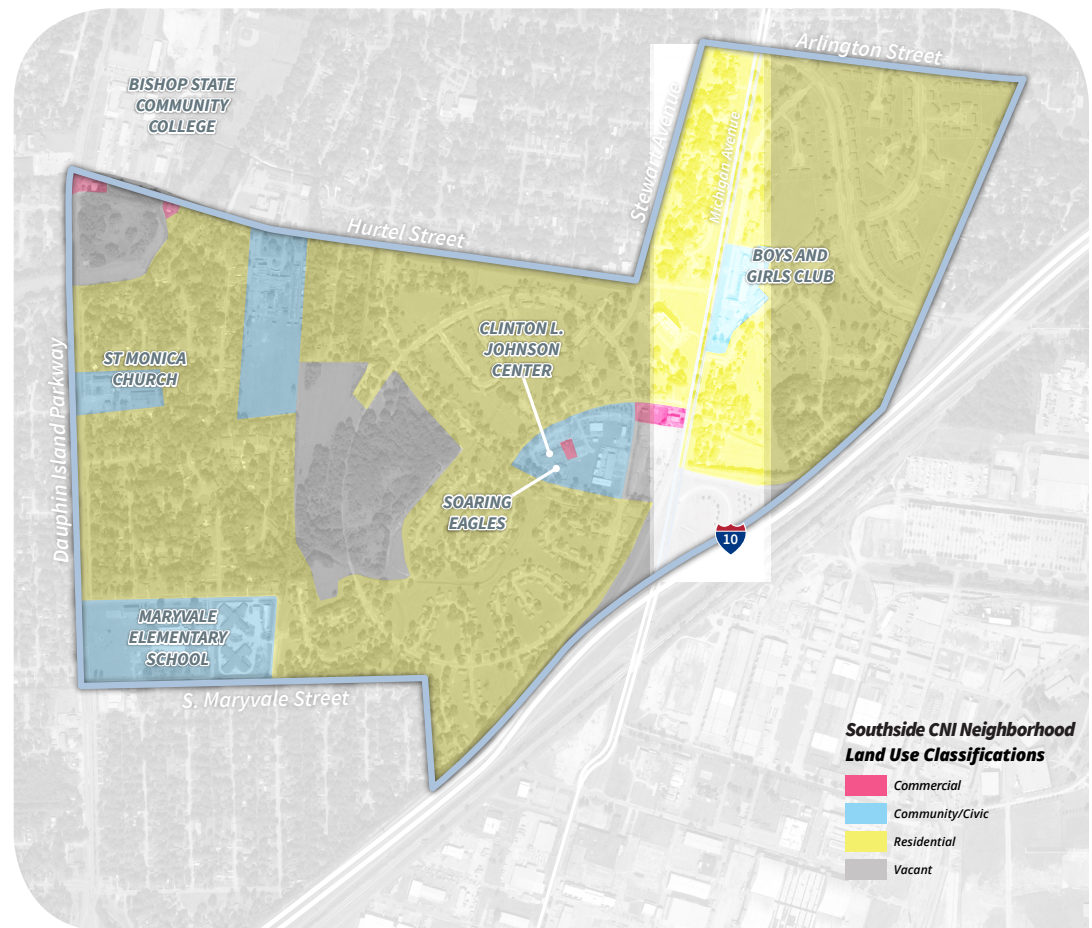 Arlington Street
BISHOP STATE
COMMUNITY
COLLEGE
Stewart Avenue
Michigan Avenue
Hurtel Street
BOYS AND
GIRLS CLUB
CLINTON L.
JOHNSON
CENTER
ST MONICA
CHURCH
Dauphin Island Parkway
SOARING
EAGLES
10
MARYVALE
ELEMENTARY
SCHOOL
S. Maryvale Street
Southside CNI Neighborhood
Land Use Classifications
Commercial
Community/Civic
Residential
Vacant